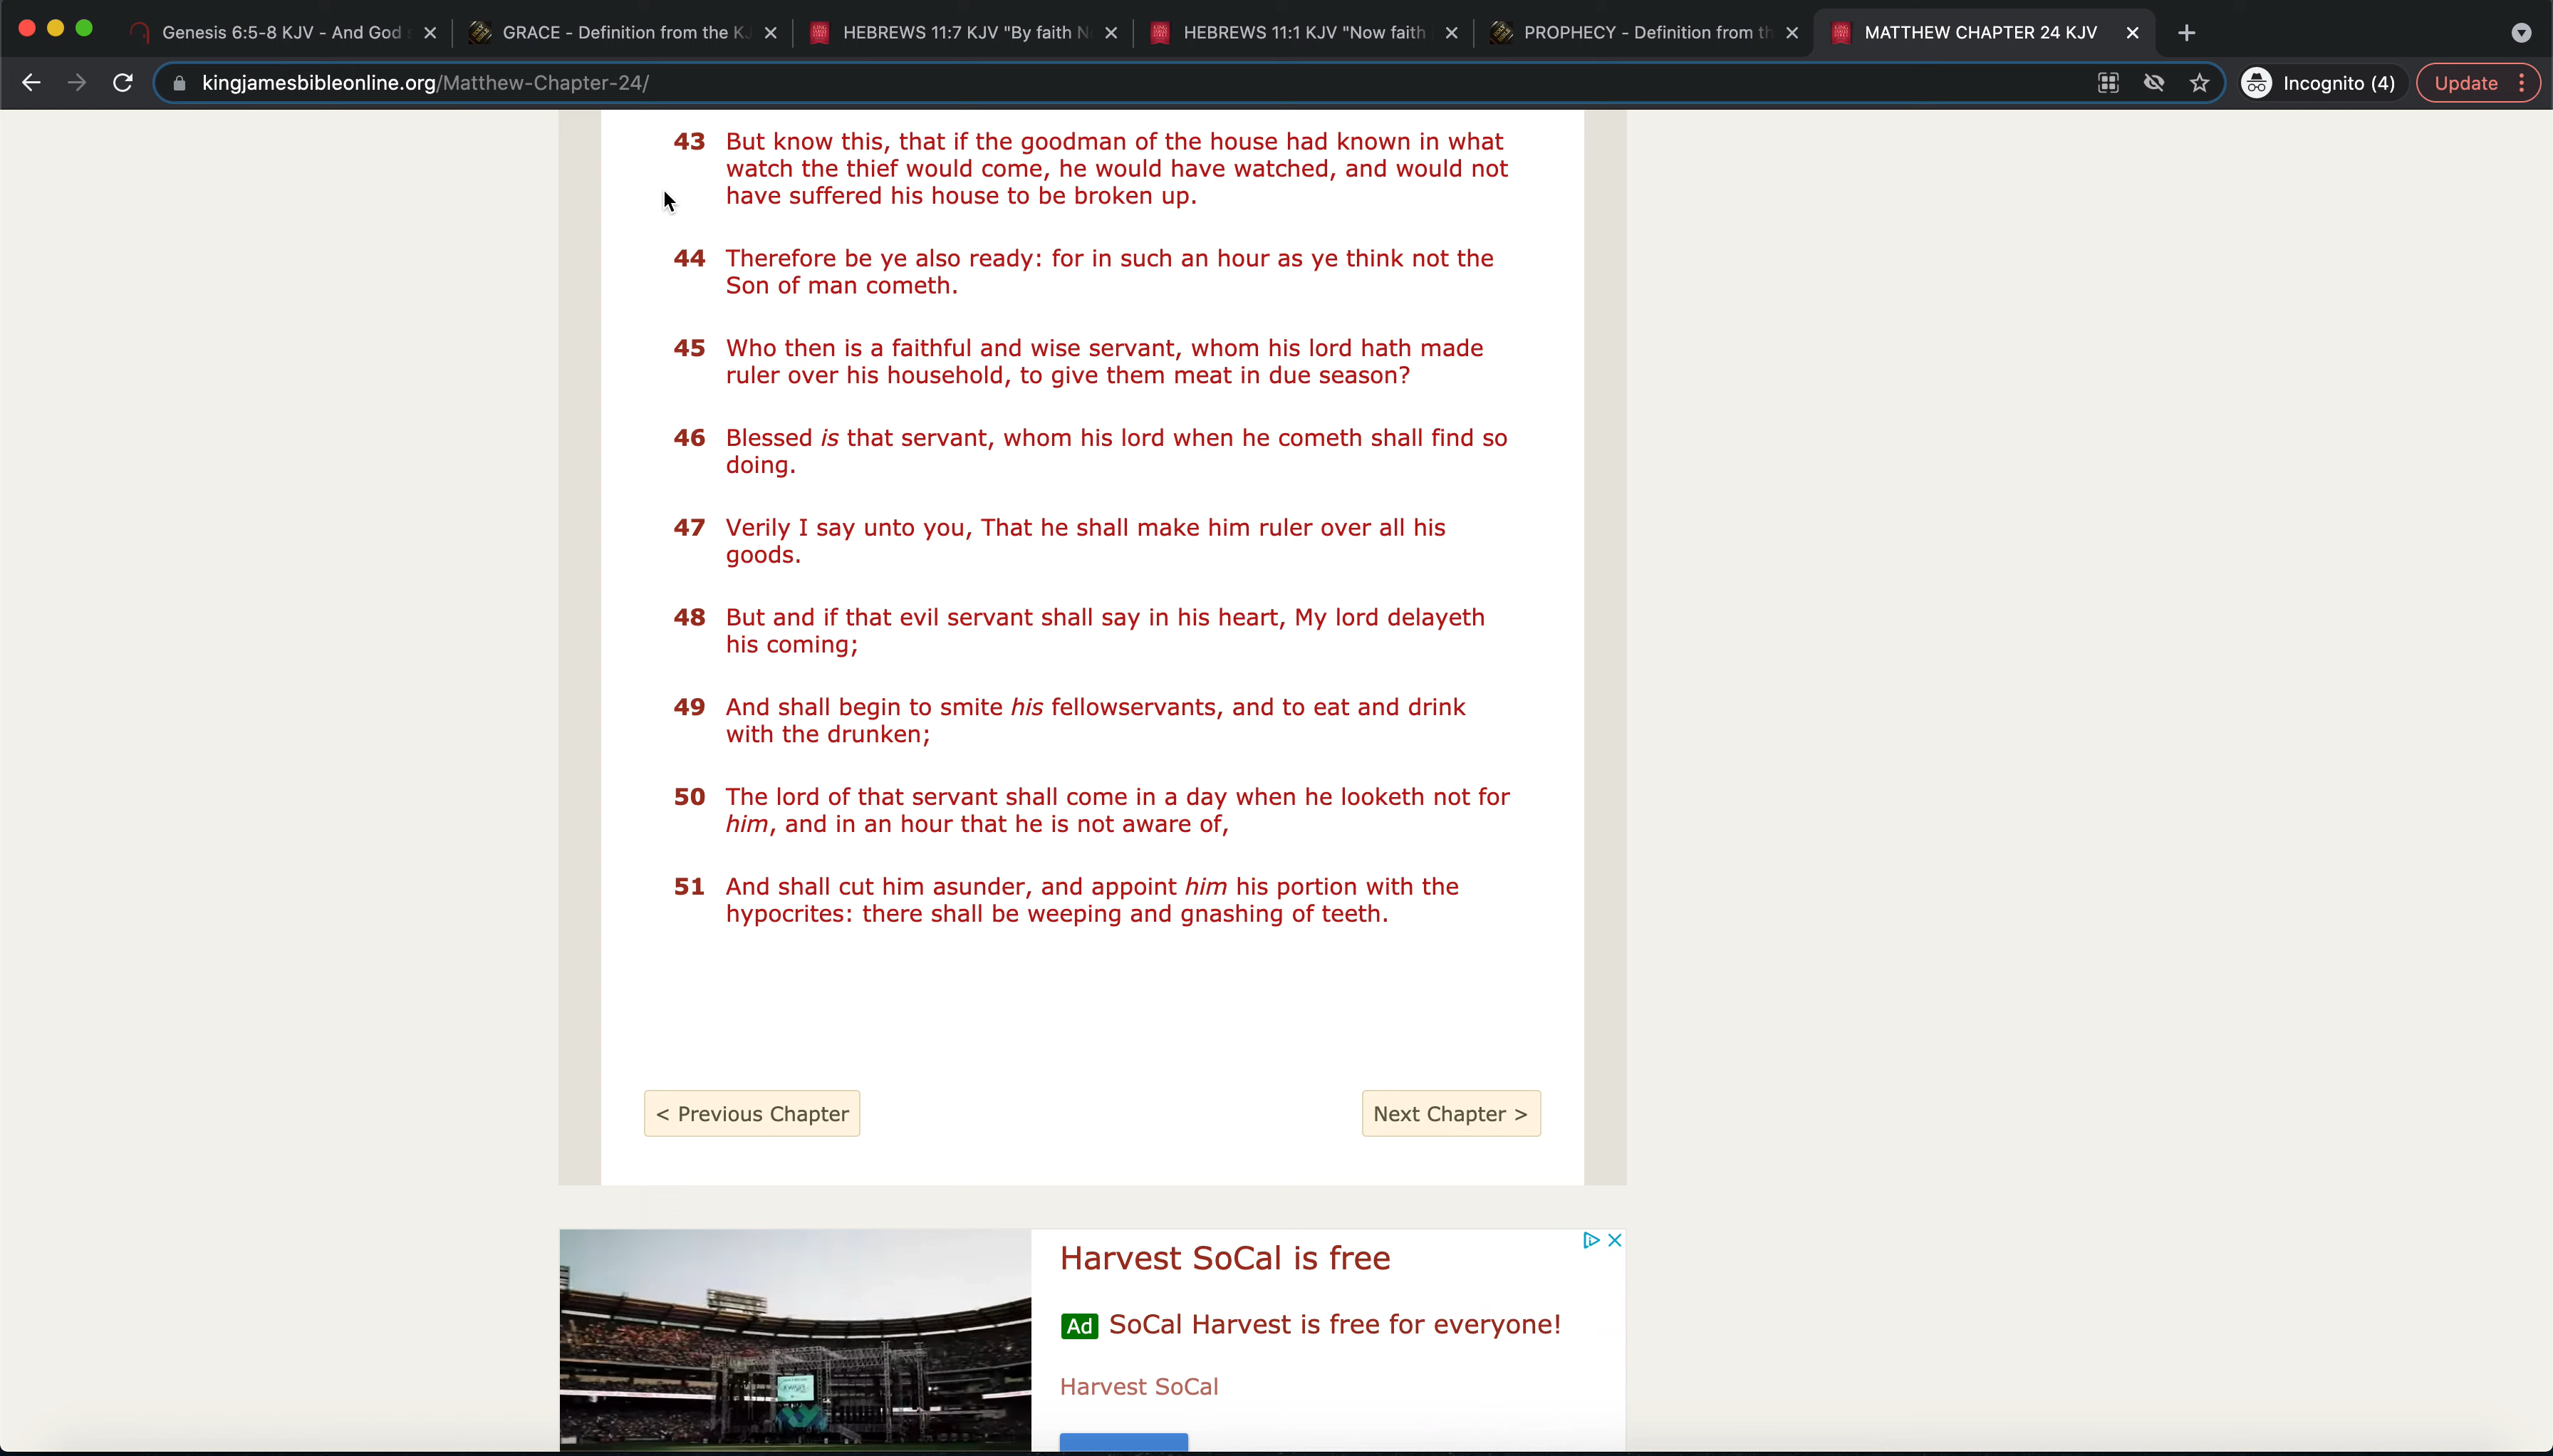 Genesis 6:5-8 KJV - And God
GRACE - Definition from the KJ
HEBREWS 11:7 KJV "By faith N
HEBREWS 11:1 KJV "Now faith
PROPHECY - Definition from th
MATTHEW CHAPTER 24 KJV
kingjamesbibleonline.org/Matthew-Chapter-24/
Incognito (4)
Update
43 But know this, that if the goodman of the house had known in what
watch the thief would come, he would have watched, and would not
have suffered his house to be broken up.
44 Therefore be ye also ready: for in such an hour as ye think not the
Son of man cometh.
45 Who then is a faithful and wise servant, whom his lord hath made
ruler over his household, to give them meat in due season?
46 Blessed is that servant, whom his lord when he cometh shall find so
doing.
47 Verily I say unto you, That he shall make him ruler over all his
goods.
48 But and if that evil servant shall say in his heart, My lord delayeth
his coming;
49 And shall begin to smite his fellowservants, and to eat and drink
with the drunken;
50 The lord of that servant shall come in a day when he looketh not for
him, and in an hour that he is not aware of,
51 And shall cut him asunder, and appoint him his portion with the
hypocrites: there shall be weeping and gnashing of teeth.
< Previous Chapter
Next Chapter >
Harvest SoCal is free
Ad SoCal Harvest is free for everyone!
Harvest SoCal